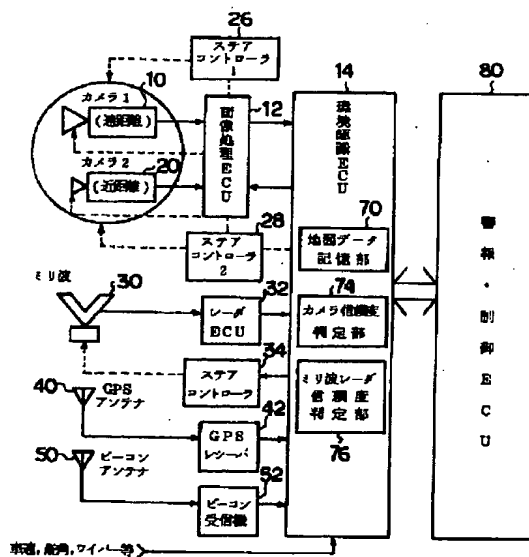 26
ステア
コントローラ
14
80
カメラ1
10
(遠距離)
12
画像処理ECU
環境認識ECU
カメラ2
20
(近距離)
28
ステア
コントローラ
2
70
地図データ
記憶部
警報・制御ECU
ミリ波
30
32
レーダ
ECU
74
カメラ信頼度
判定部
34
ステア
コントローラ
ミリ波レーダ
信頼度
判定部
76
40
GPS
アンテナ
42
GPS
レシーバ
50
ビーコン
アンテナ
52
ビーコン
受信機
車速,舵角,ワイパー等